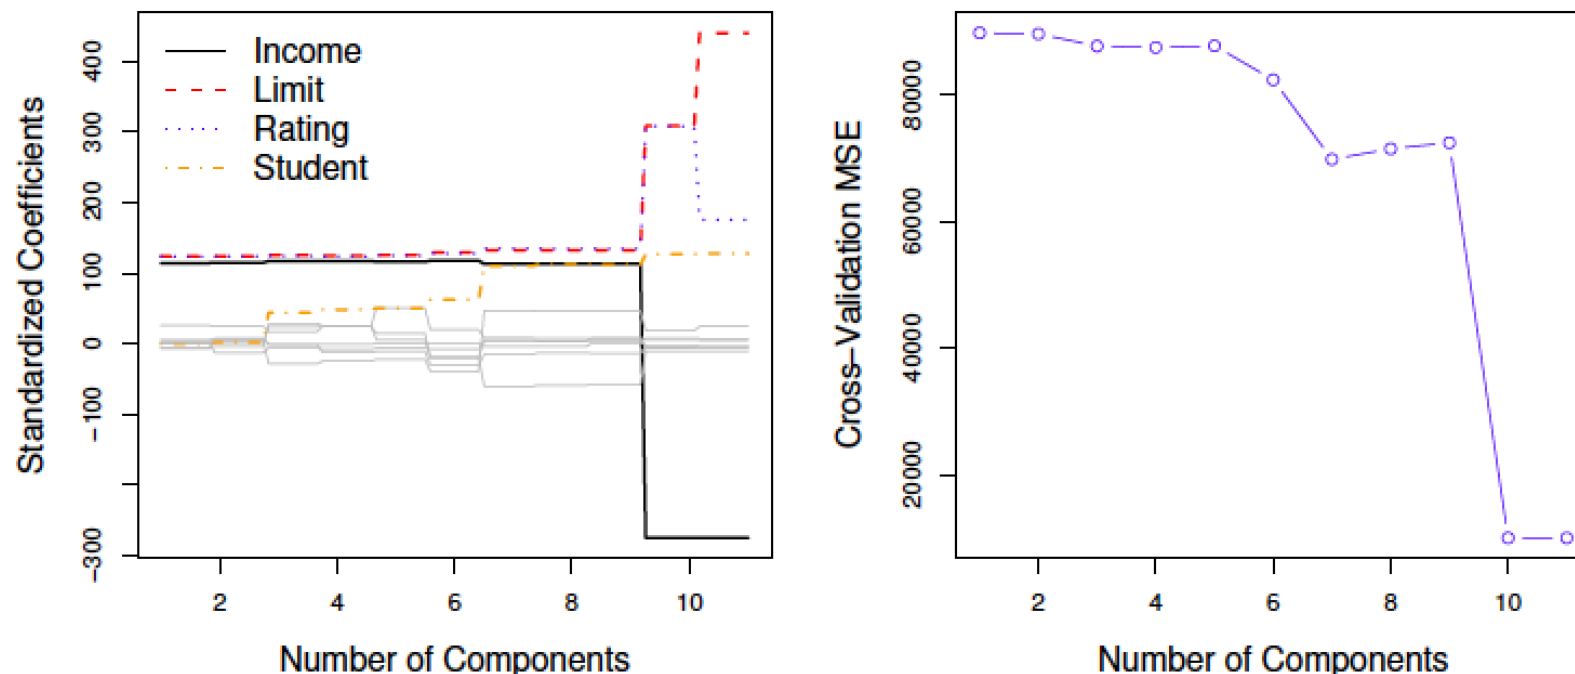 Standardized Coefficients
400
300
200
100
0
−100
−300
Income
Limit
Rating
Student
2 4 6 8 10
Number of Components
Cross−Validation MSE
80000
60000
40000
20000
2 4 6 8 10
Number of Components